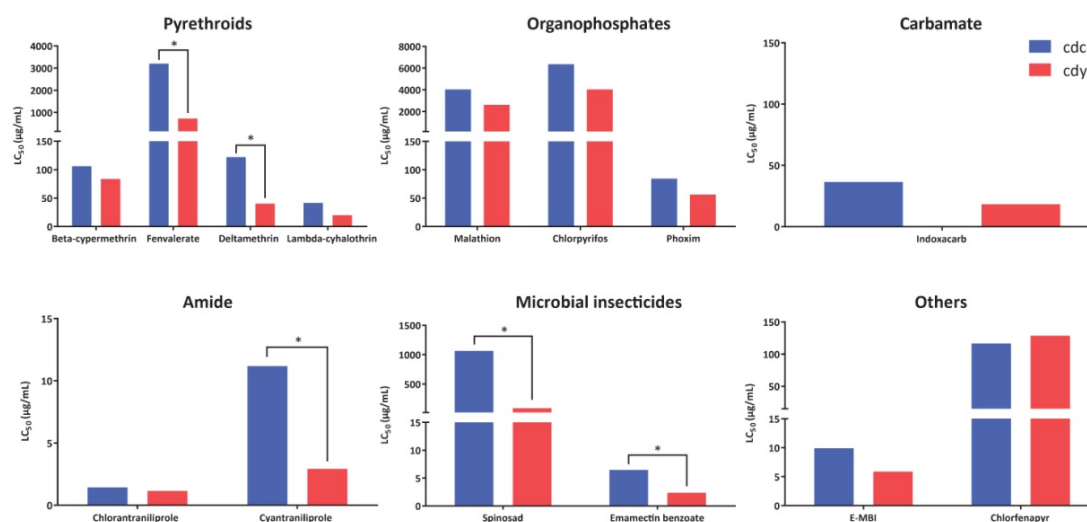 Pyrethroids
4000
3000
2000
1000
150
100
50
0
LC50 (μg/mL)
*
*
Beta-cypermethrin Fenvalerate Deltamethrin Lambda-cyhalothrin
Organophosphates
8000
6000
4000
2000
150
100
50
0
LC50 (μg/mL)
Malathion Chlorpyrifos Phoxim
Carbamate
150
100
50
0
LC50 (μg/mL)
Indoxacarb
cdc
cdy
Amide
15
10
5
0
LC50 (μg/mL)
*
Chlorantraniliprole Cyantraniliprole
Microbial insecticides
1500
1000
500
15
10
5
0
LC50 (μg/mL)
*
*
Spinosad Emamectin benzoate
Others
150
100
50
15
10
5
0
LC50 (μg/mL)
E-MBI Chlorfenapyr